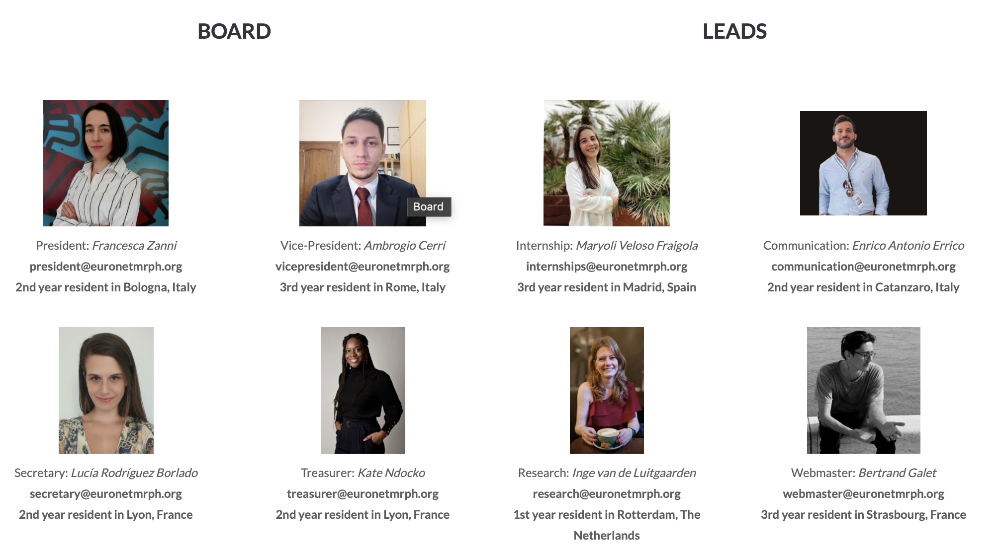 BOARD
LEADS
Board
President: Francesca Zanni
president@euronetmrph.org
2nd year resident in Bologna, Italy
Vice-President: Ambrogio Cerri
vicepresident@euronetmrph.org
3rd year resident in Rome, Italy
Internship: Maryoli Veloso Fraigola
internships@euronetmrph.org
3rd year resident in Madrid, Spain
Communication: Enrico Antonio Errico
communication@euronetmrph.org
2nd year resident in Catanzaro, Italy
Secretary: Lucía Rodríguez Borlado
secretary@euronetmrph.org
2nd year resident in Lyon, France
Treasurer: Kate Ndocko
treasurer@euronetmrph.org
2nd year resident in Lyon, France
Research: Inge van de Luitgaarden
research@euronetmrph.org
1st year resident in Rotterdam, The
Netherlands
Webmaster: Bertrand Galet
webmaster@euronetmrph.org
3rd year resident in Strasbourg, France